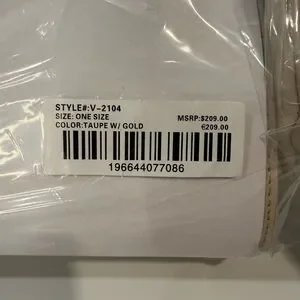 STYLE#:V-2104
SIZE: ONE SIZE MSRP:$209.00
COLOR:TAUPE W/ GOLD €209.00
196644077086